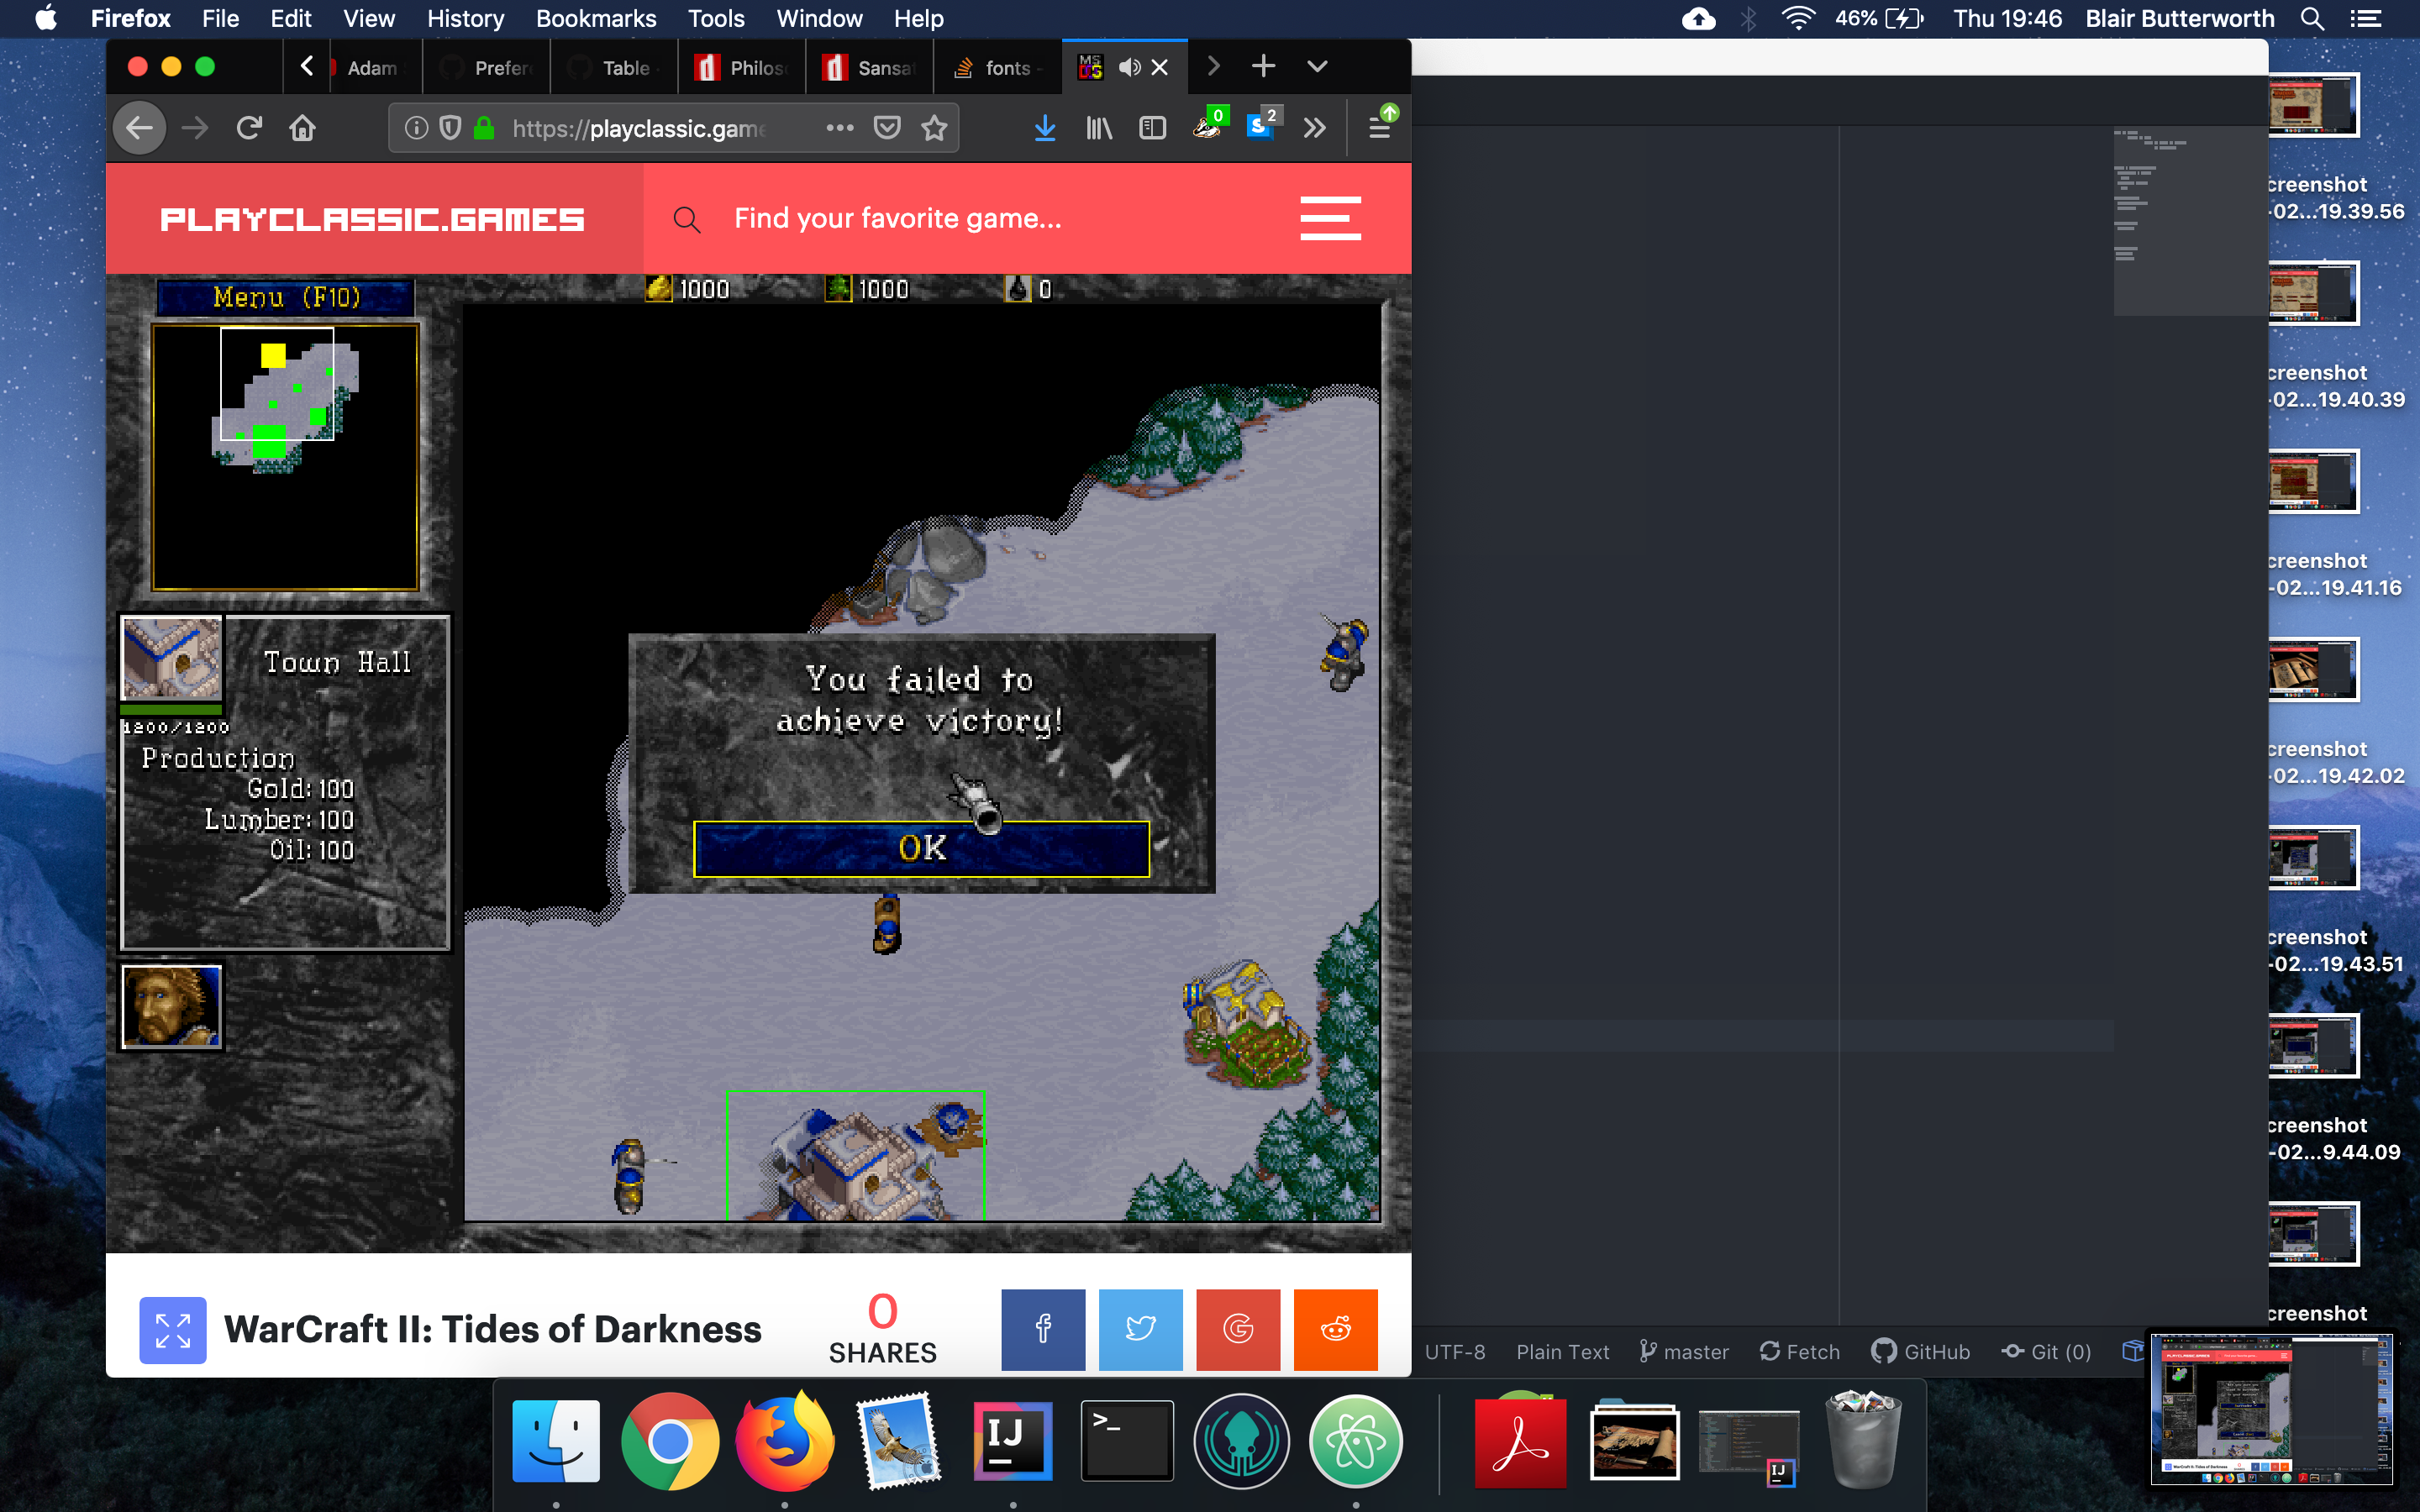 Firefox File Edit View History Bookmarks Tools Window Help 46% Thu 19:46 Blair Butterworth
Adam Prefer Table Philos Sansat fonts -
https://playclassic.game 0 2
PLAYCLASSIC.GAMES Find your favorite game...
Menu (F10) 1000 1000 0
Town Hall
1200/1200
Production
Gold: 100
Lumber: 100
Oil: 100
You failed to
achieve victory!
OK
WarCraft II: Tides of Darkness
0
SHARES
creenshot
-02...19.39.56
creenshot
-02...19.40.39
creenshot
-02...19.41.16
creenshot
-02...19.42.02
creenshot
-02...19.43.51
creenshot
-02...9.44.09
creenshot
UTF-8 Plain Text master Fetch GitHub Git (0)
IJ
IJ